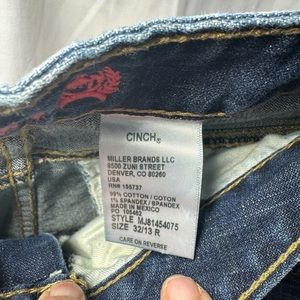 CINCH®
MILLER BRANDS LLC
8500 ZUNI STREET
DENVER, CO 80260
USA
RN# 155737
99% COTTON / COTON
1% SPANDEX / SPANDEX
MADE IN MEXICO
PO 105462
STYLE MJ81454075
SIZE 32/13 R
CARE ON REVERSE